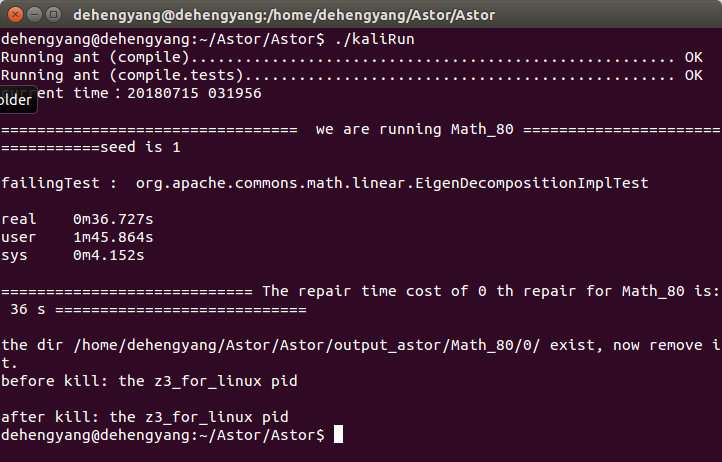 dehengyang@dehengyang:/home/dehengyang/Astor/Astor
dehengyang@dehengyang:~/Astor/Astor$ ./kaliRun
Running ant (compile)...................................................... OK
Running ant (compile.tests)................................................ OK
current time：20180715 031956
older
================================= we are running Math_80 ======================
===========seed is 1
failingTest : org.apache.commons.math.linear.EigenDecompositionImplTest
real 0m36.727s
user 1m45.864s
sys 0m4.152s
============================ The repair time cost of 0 th repair for Math_80 is:
36 s ============================
the dir /home/dehengyang/Astor/Astor/output_astor/Math_80/0/ exist, now remove i
t.
before kill: the z3_for_linux pid
after kill: the z3_for_linux pid
dehengyang@dehengyang:~/Astor/Astor$